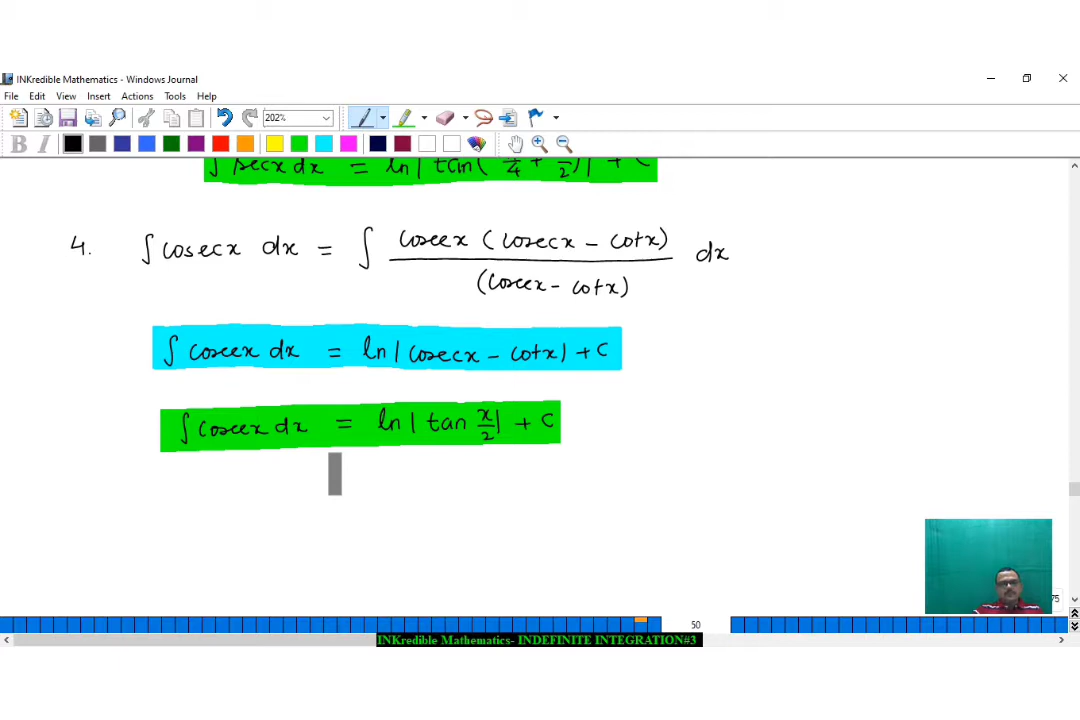 INKredible Mathematics - Windows Journal
File Edit View Insert Actions Tools Help
202%
B I
∫ secx dx = ln| tan( π/4 + x/2 )| + C
4. ∫ cosecx dx = ∫ cosecx (cosecx - cotx) / (cosecx - cotx) dx
∫ cosecx dx = ln| cosecx - cotx| + C
∫ cosecx dx = ln| tan x/2 | + C
75
50
INKredible Mathematics- INDEFINITE INTEGRATION#3